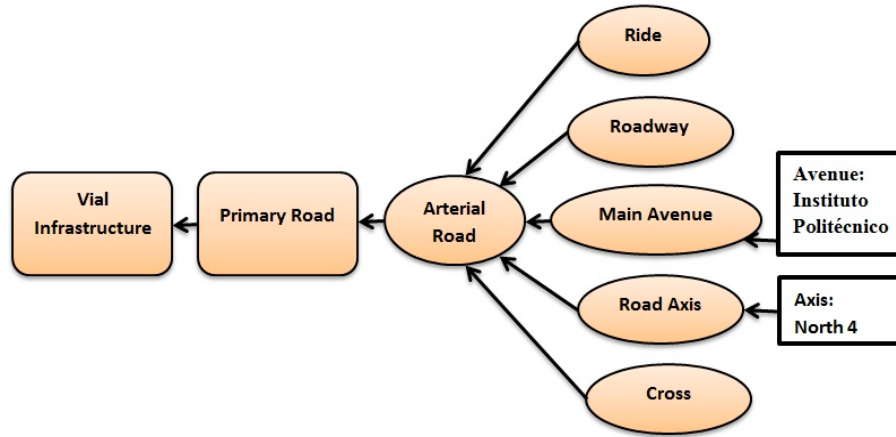 Ride
Roadway
Vial
Infrastructure
Primary Road
Arterial
Road
Main Avenue
Avenue:
Instituto
Politécnico
Road Axis
Axis:
North 4
Cross